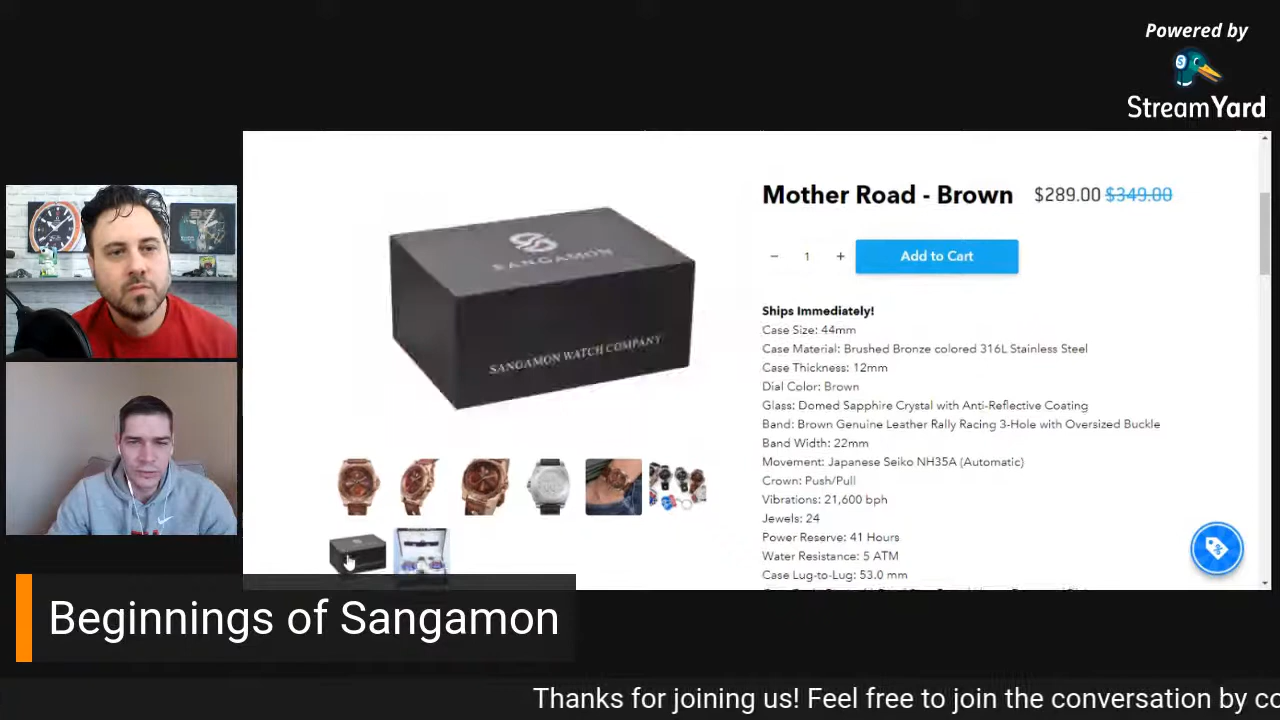 Powered by
StreamYard
Mother Road - Brown $289.00 $349.00
− 1 + Add to Cart
SANGAMON
SANGAMON WATCH COMPANY
Ships Immediately!
Case Size: 44mm
Case Material: Brushed Bronze colored 316L Stainless Steel
Case Thickness: 12mm
Dial Color: Brown
Glass: Domed Sapphire Crystal with Anti-Reflective Coating
Band: Brown Genuine Leather Rally Racing 3-Hole with Oversized Buckle
Band Width: 22mm
Movement: Japanese Seiko NH35A (Automatic)
Crown: Push/Pull
Vibrations: 21,600 bph
Jewels: 24
Power Reserve: 41 Hours
Water Resistance: 5 ATM
Case Lug-to-Lug: 53.0 mm
Beginnings of Sangamon
Thanks for joining us! Feel free to join the conversation by co